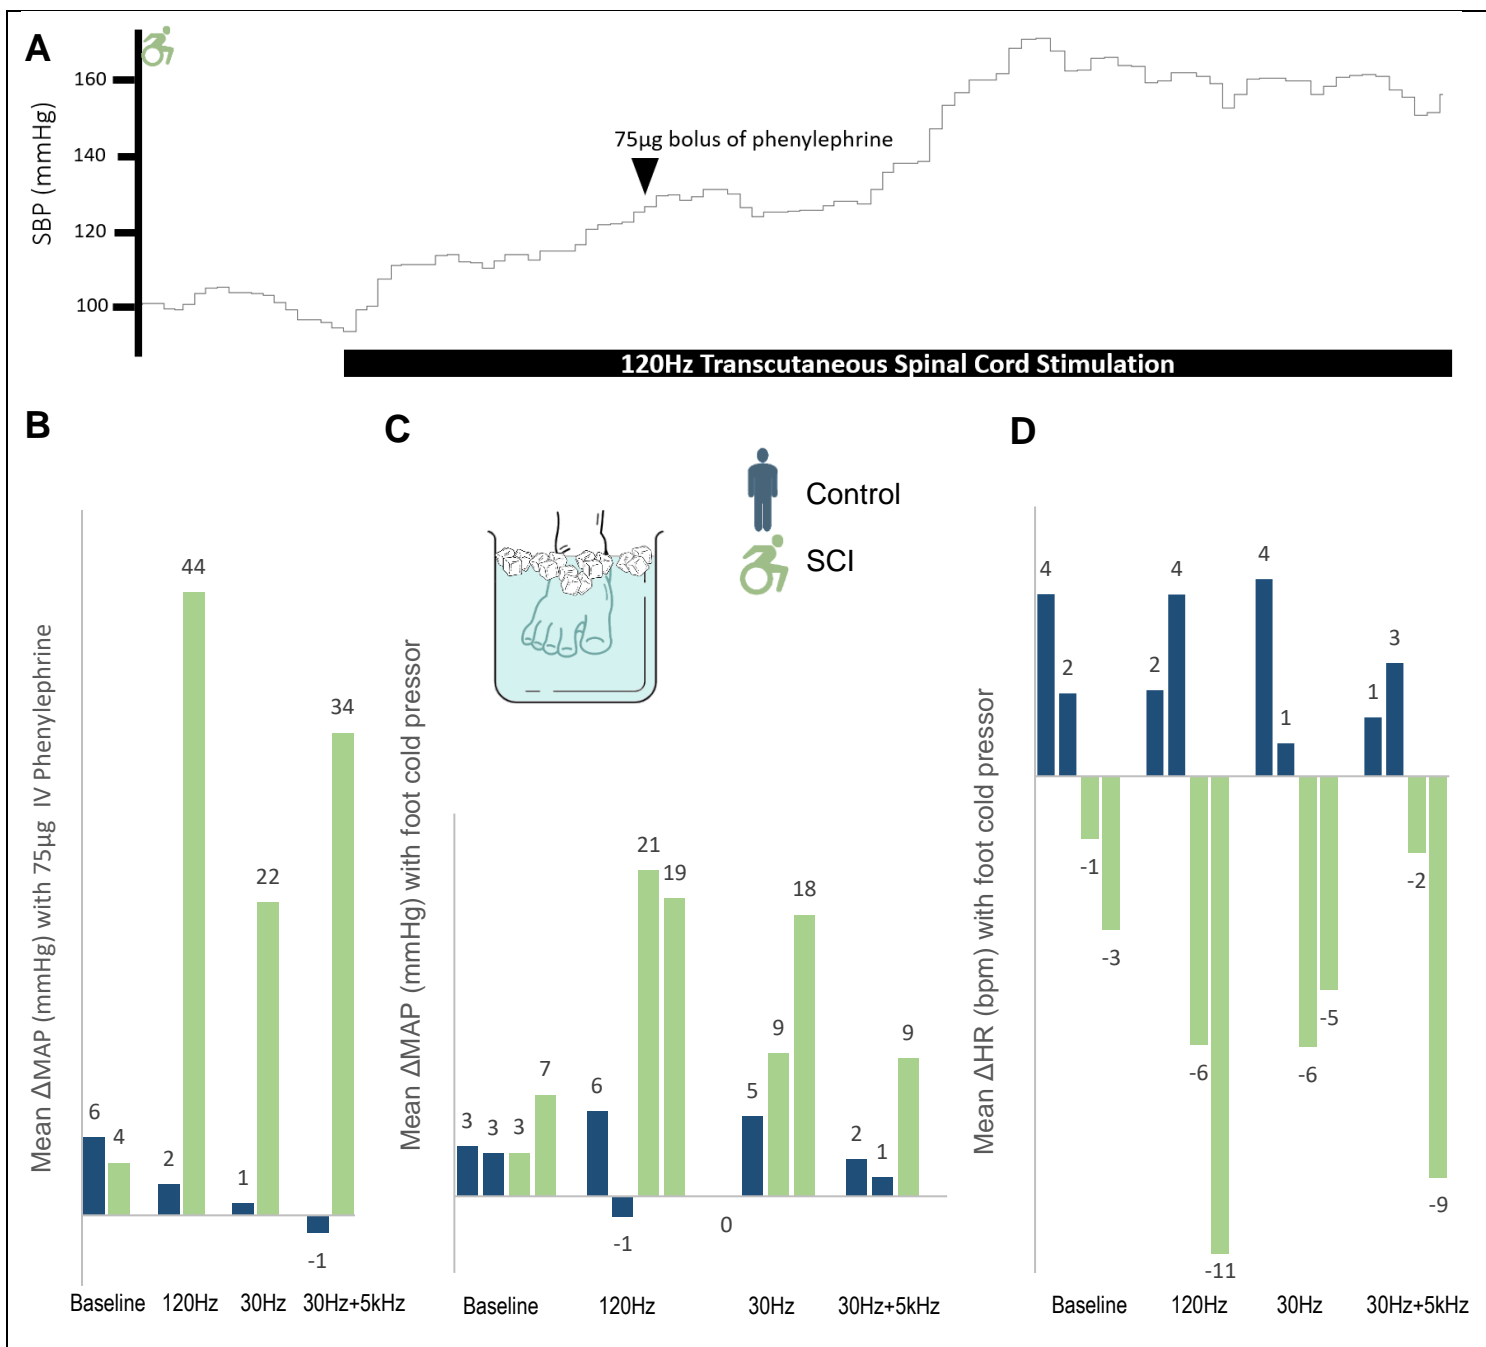 A
SBP (mmHg)
160
140
120
100
75µg bolus of phenylephrine
120Hz Transcutaneous Spinal Cord Stimulation
B
Mean ΔMAP (mmHg) with 75µg IV Phenylephrine
6
4
2
44
1
22
-1
34
Baseline
120Hz
30Hz
30Hz+5kHz
C
Control
SCI
Mean ΔMAP (mmHg) with foot cold pressor
3
3
3
7
6
-1
21
19
0
5
9
18
2
1
9
Baseline
120Hz
30Hz
30Hz+5kHz
D
Mean ΔHR (bpm) with foot cold pressor
4
2
-1
-3
2
4
-6
-11
4
1
-6
-5
1
3
-2
-9
Baseline
120Hz
30Hz
30Hz+5kHz